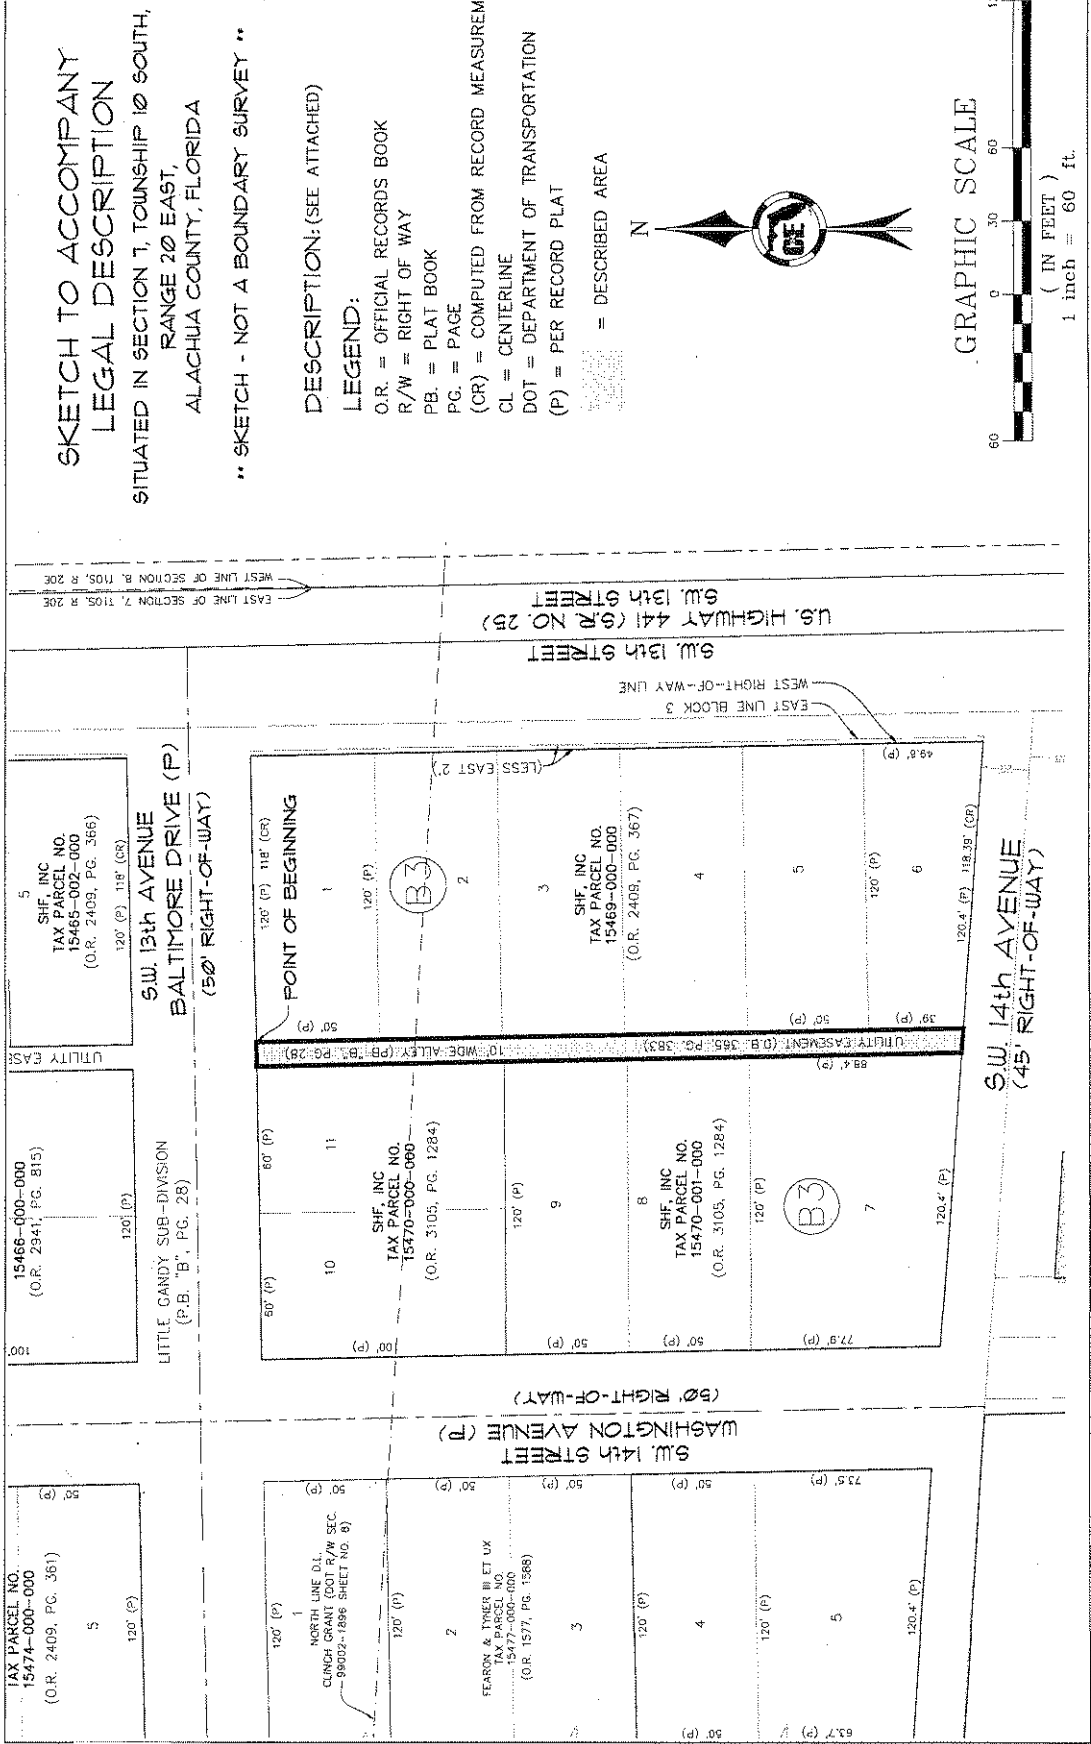 SKETCH TO ACCOMPANY
LEGAL DESCRIPTION
SITUATED IN SECTION 7, TOWNSHIP 10 SOUTH,
RANGE 20 EAST,
ALACHUA COUNTY, FLORIDA
** SKETCH - NOT A BOUNDARY SURVEY **
DESCRIPTION: (SEE ATTACHED)
LEGEND:
O.R. = OFFICIAL RECORDS BOOK
R/W = RIGHT OF WAY
PB. = PLAT BOOK
PG. = PAGE
(CR) = COMPUTED FROM RECORD MEASUREM
CL = CENTERLINE
DOT = DEPARTMENT OF TRANSPORTATION
(P) = PER RECORD PLAT
= DESCRIBED AREA
N
CE
GRAPHIC SCALE
60
0
30
60
( IN FEET )
1 inch = 60 ft.
WEST LINE OF SECTION 8, T10S, R 20E
EAST LINE OF SECTION 7, T10S, R 20E
U.S. HIGHWAY 441 (S.R. NO. 25)
S.W. 13th STREET
S.W. 13th STREET
WEST RIGHT-OF-WAY LINE
EAST LINE BLOCK 3
5
SHF, INC
TAX PARCEL NO.
15465-002-000
(O.R. 2409, PG. 366)
120' (P) 118' (CR)
UTILITY EASE
15466-000-000
(O.R. 2941, PG. 815)
120' (P)
100'
S.W. 13th AVENUE
BALTIMORE DRIVE (P)
(50' RIGHT-OF-WAY)
LITTLE GANDY SUB-DIVISION
(P.B. "B", PG. 28)
POINT OF BEGINNING
120' (P) 118' (CR)
1
50' (P)
120' (P)
B3
2
(LESS EAST 2')
3
SHF, INC
TAX PARCEL NO.
15469-000-000
(O.R. 2409, PG. 367)
4
5
50' (P)
120' (P)
49.8' (P)
6
39' (P)
120.4' (P) 118.39' (CR)
10' WIDE ALLEY (PB "B", PG 28)
UTILITY EASEMENT (D.B. 365, PG. 383)
88.4' (P)
60' (P)
60' (P)
11
10
SHF, INC
TAX PARCEL NO.
15470-000-000
(O.R. 3105, PG. 1284)
120' (P)
9
50' (P)
8
SHF, INC
TAX PARCEL NO.
15470-001-000
(O.R. 3105, PG. 1284)
50' (P)
120' (P)
B3
7
77.9' (P)
120.4' (P)
S.W. 14th AVENUE
(45' RIGHT-OF-WAY)
(50' RIGHT-OF-WAY)
WASHINGTON AVENUE (P)
S.W. 14th STREET
TAX PARCEL NO.
15474-000-000
(O.R. 2409, PG. 361)
5
50' (P)
120' (P)
120' (P)
1
50' (P)
NORTH LINE D.L.
CLINCH GRANT (DOT R/W SEC.
99002-1896 SHEET NO. 8)
120' (P)
2
50' (P)
FEARON & TYNER III ET UX
TAX PARCEL NO.
15477-000-000
(O.R. 1577, PG. 1588)
3
50' (P)
120' (P)
4
50' (P)
50' (P)
120' (P)
5
73.5' (P)
63.7' (P)
120.4' (P)